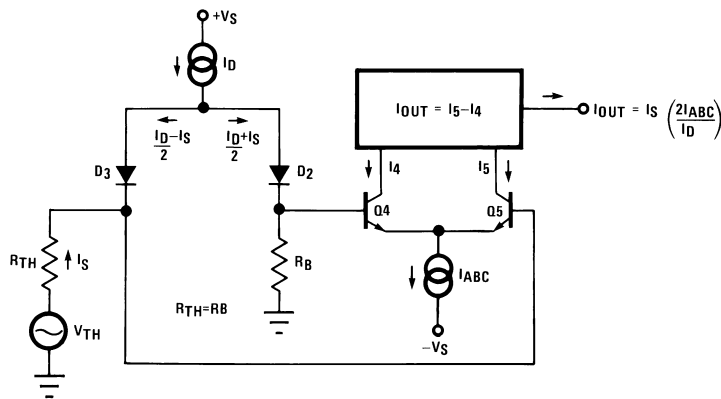 +VS
ID
IOUT = I5–I4
IOUT = IS (2IABC/ID)
ID/2–IS
ID/2+IS
D3
D2
I4
I5
Q4
Q5
RTH
IS
RB
IABC
RTH=RB
VTH
–VS